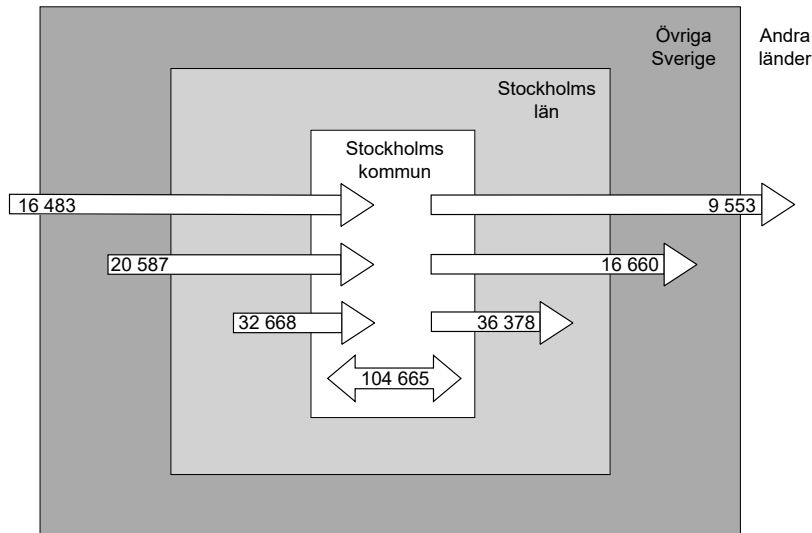 Övriga
Sverige
Andra
länder
Stockholms
län
Stockholms
kommun
16 483
9 553
20 587
16 660
32 668
36 378
104 665